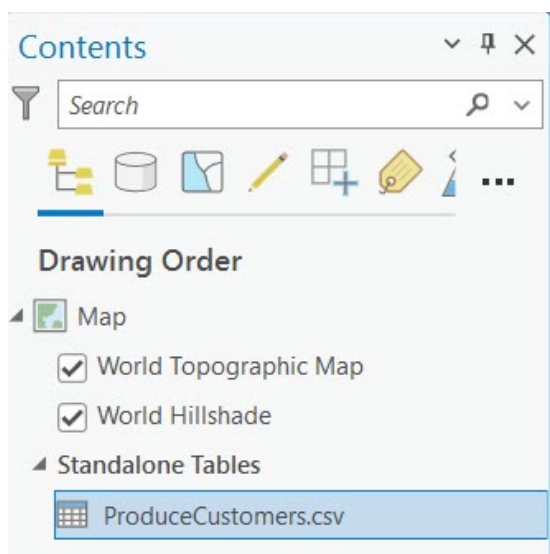 Contents
Search
Drawing Order
Map
World Topographic Map
World Hillshade
Standalone Tables
ProduceCustomers.csv